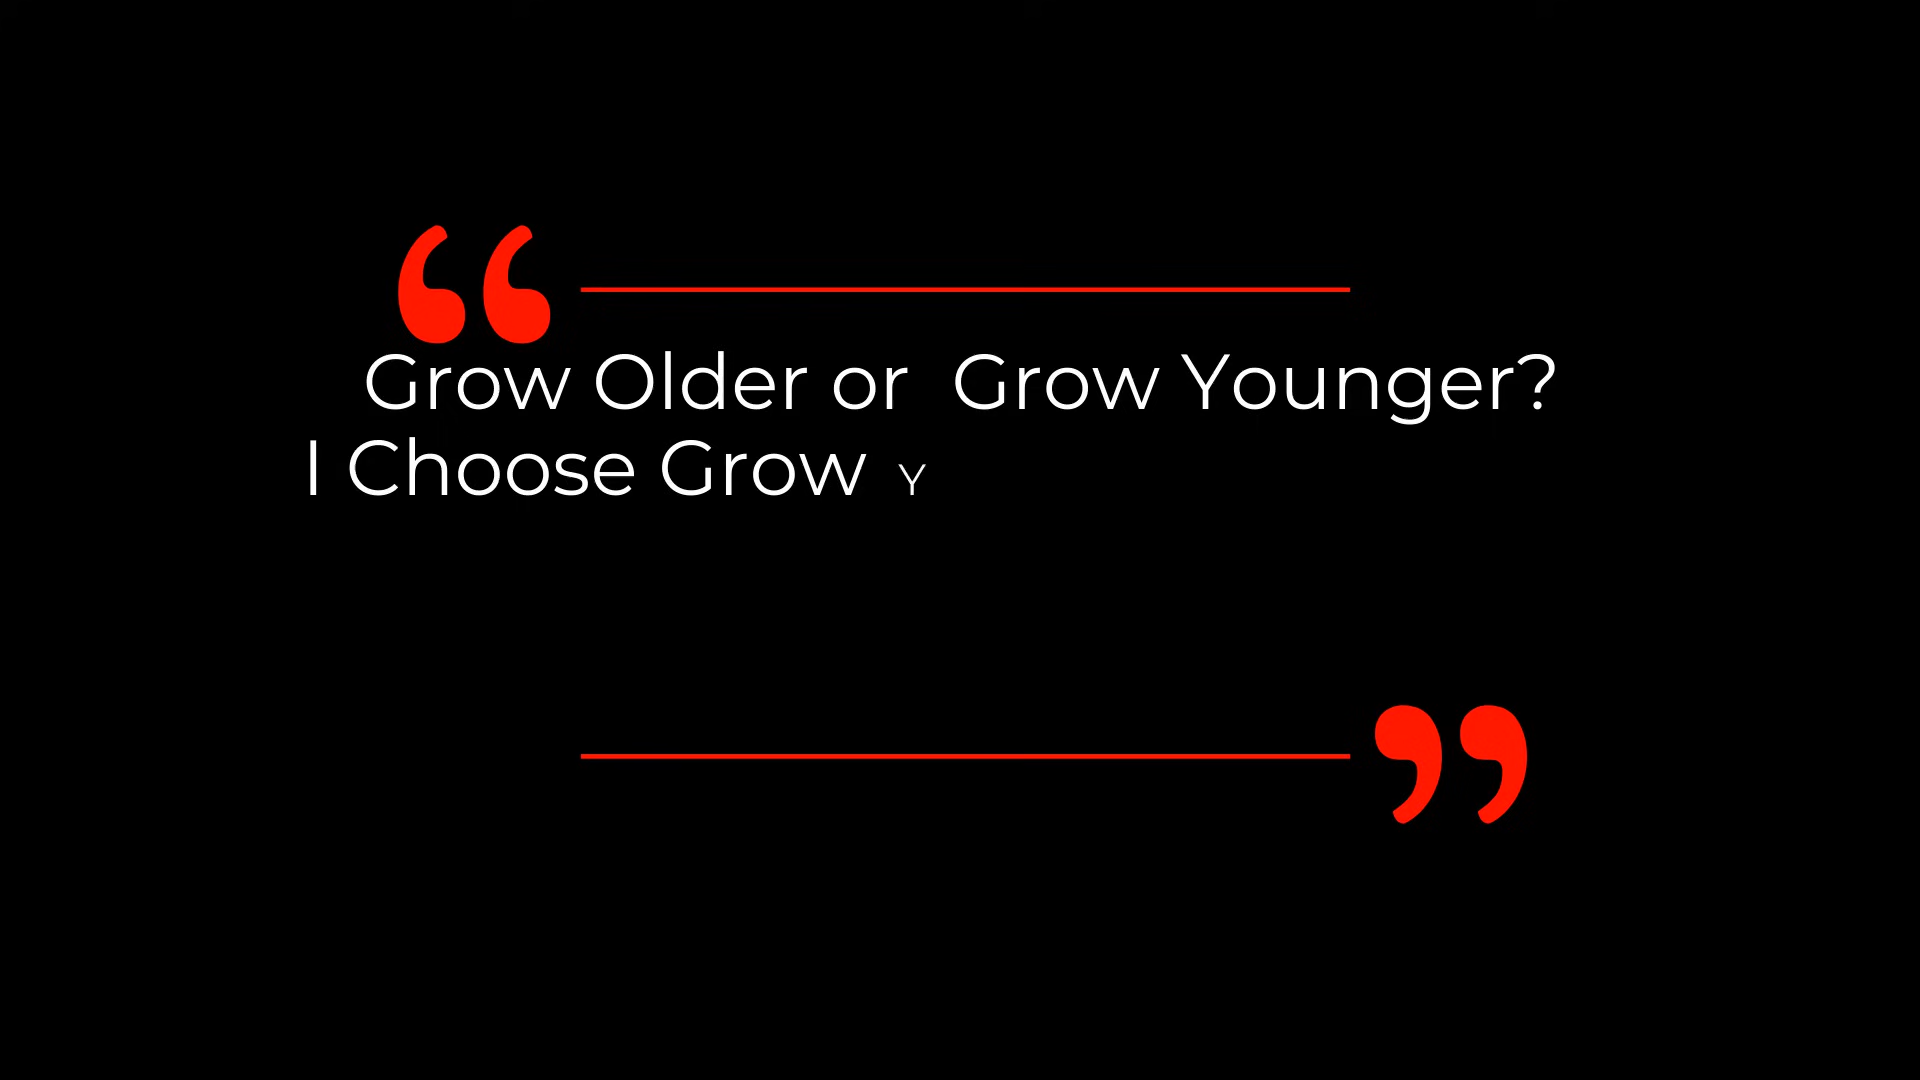 “
Grow Older or  Grow Younger?
I Choose Grow Y
”